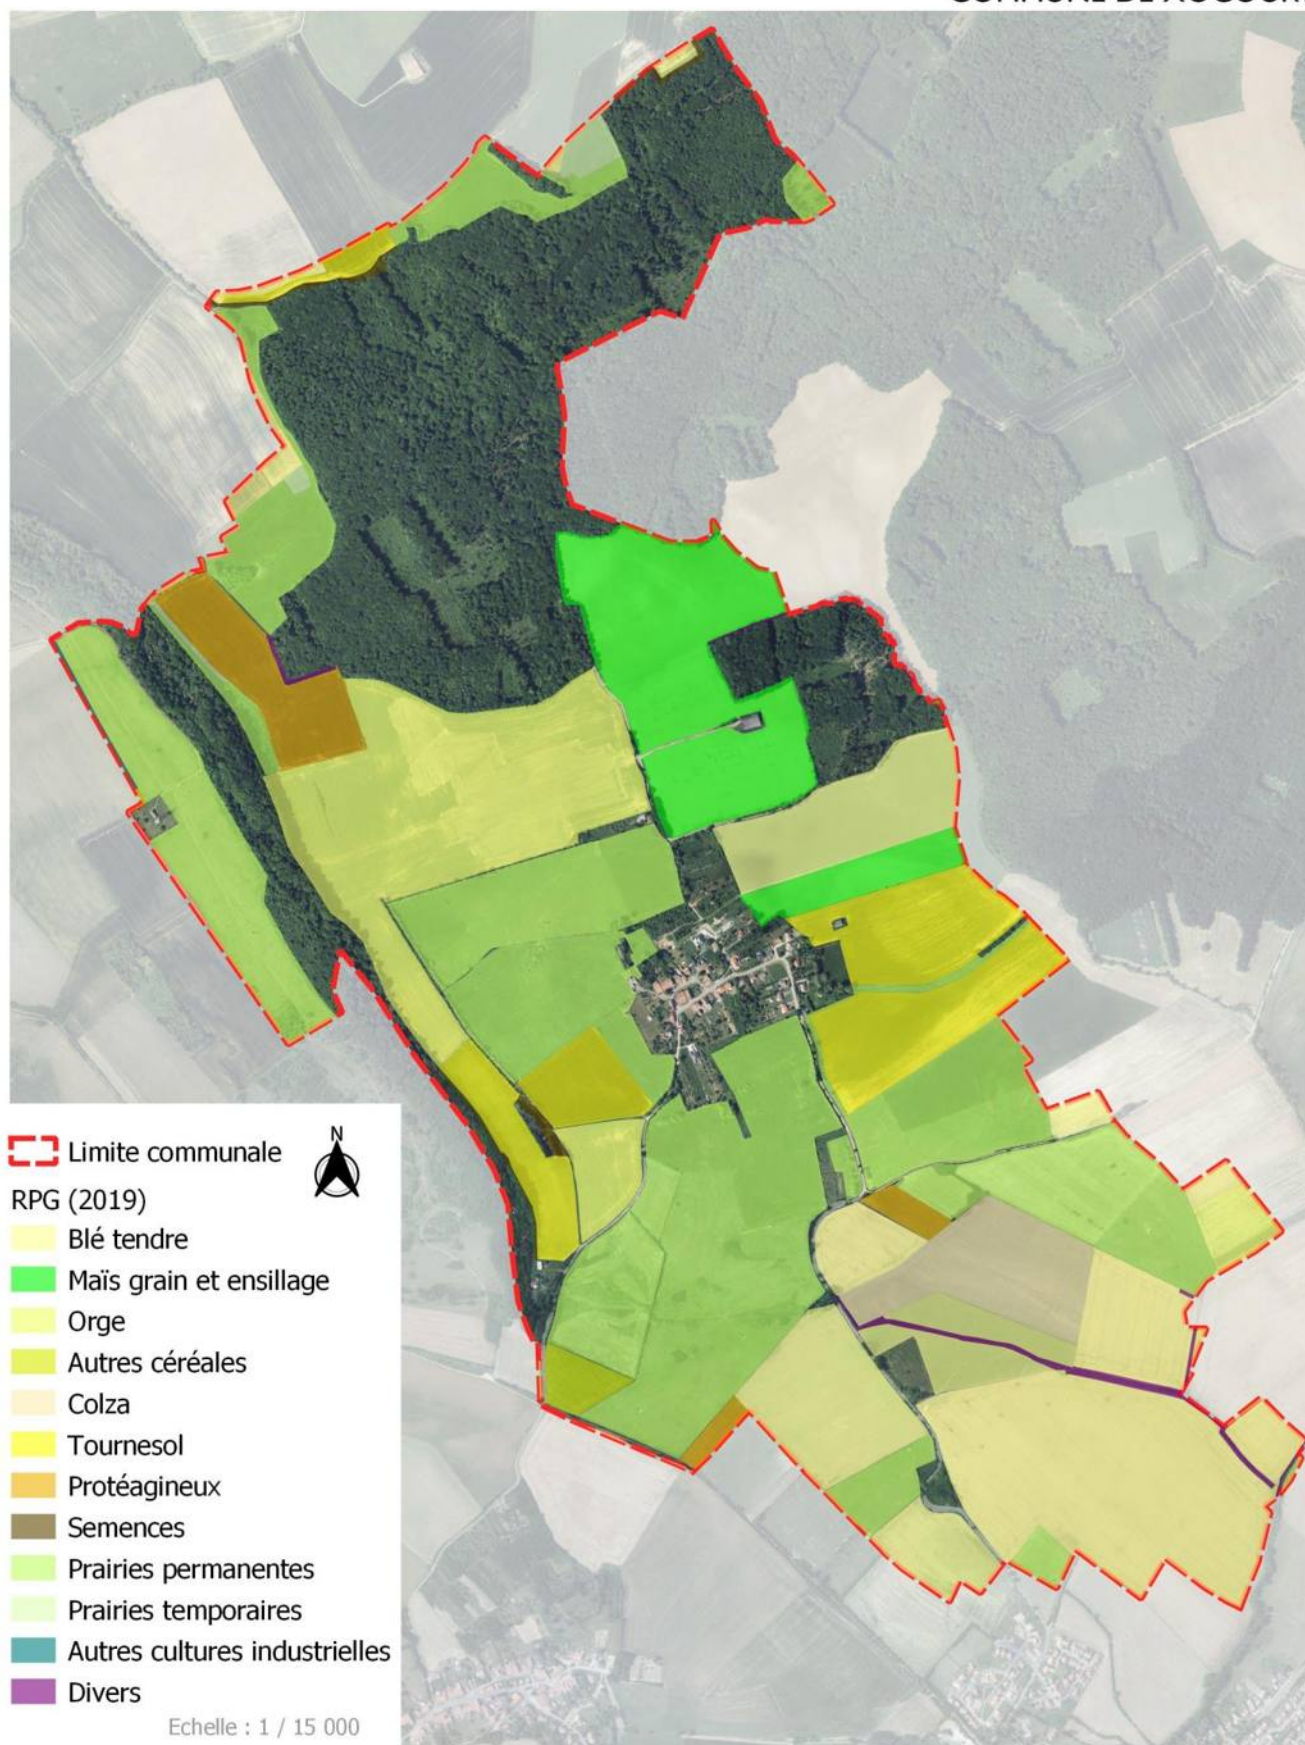 Limite communale
N
RPG (2019)
Blé tendre
Maïs grain et ensillage
Orge
Autres céréales
Colza
Tournesol
Protéagineux
Semences
Prairies permanentes
Prairies temporaires
Autres cultures industrielles
Divers
Echelle : 1 / 15 000